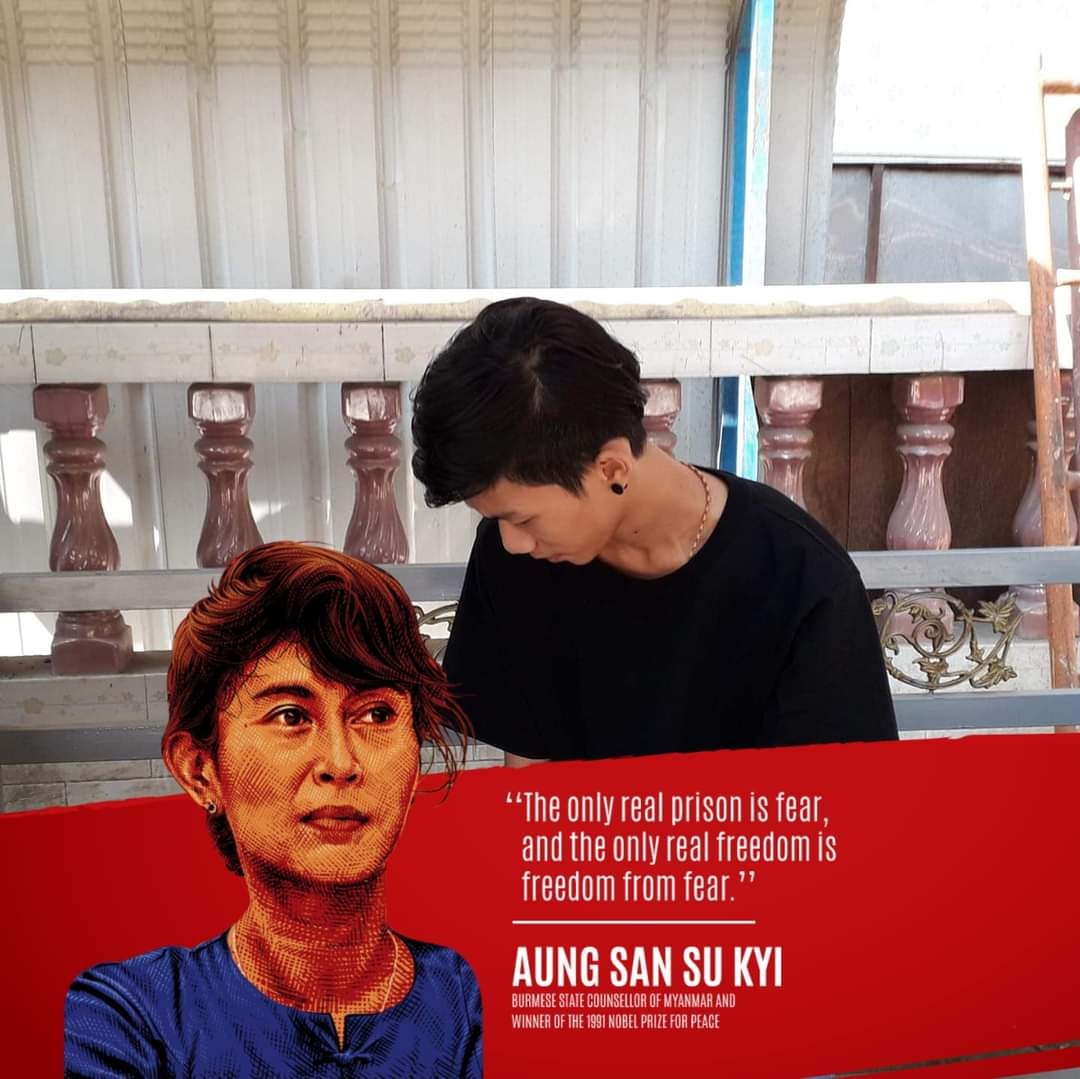 “The only real prison is fear,
and the only real freedom is
freedom from fear.”
AUNG SAN SU KYI
BURMESE STATE COUNSELLOR OF MYANMAR AND
WINNER OF THE 1991 NOBEL PRIZE FOR PEACE